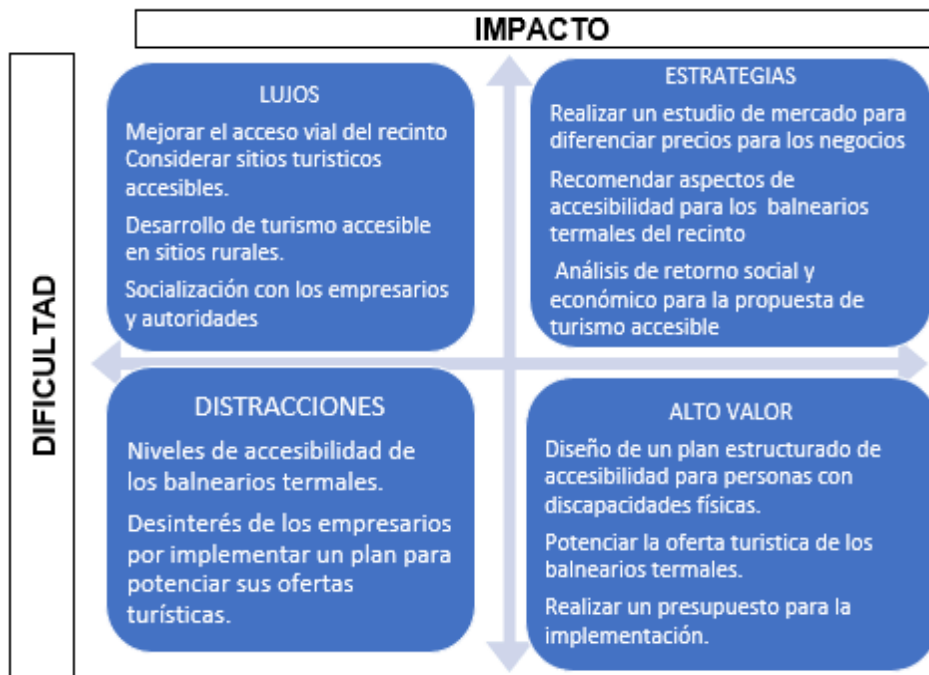 IMPACTO
DIFICULTAD
LUJOS
Mejorar el acceso vial del recinto
Considerar sitios turisticos
accesibles.
Desarrollo de turismo accesible
en sitios rurales.
Socialización con los empresarios
y autoridades
ESTRATEGIAS
Realizar un estudio de mercado para
diferenciar precios para los negocios
Recomendar aspectos de
accesibilidad para los balnearios
termales del recinto
Análisis de retorno social y
económico para la propuesta de
turismo accesible
DISTRACCIONES
Niveles de accesibilidad de
los balnearios termales.
Desinterés de los empresarios
por implementar un plan para
potenciar sus ofertas
turísticas.
ALTO VALOR
Diseño de un plan estructurado de
accesibilidad para personas con
discapacidades físicas.
Potenciar la oferta turistica de los
balnearios termales.
Realizar un presupuesto para la
implementación.